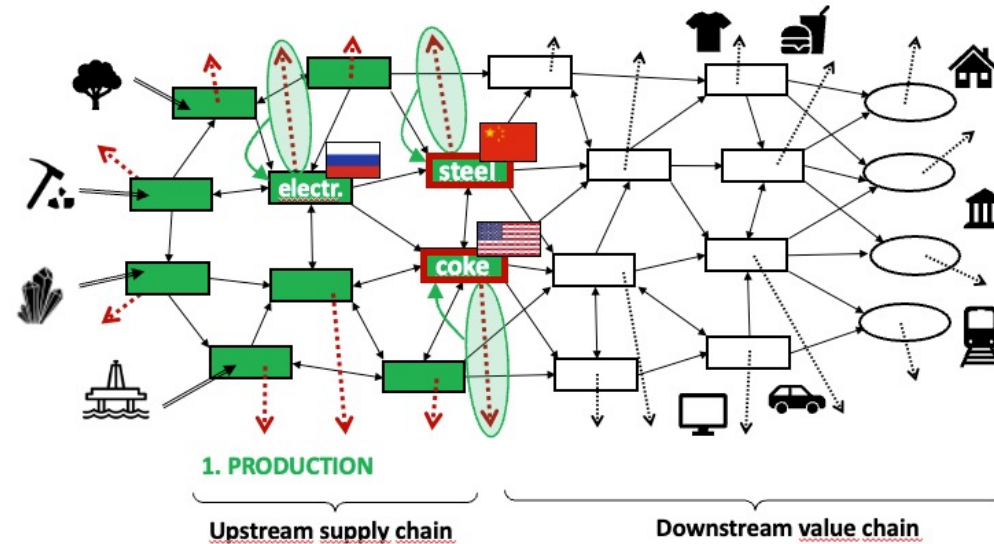 steel
electr.
coke
1. PRODUCTION
Upstream supply chain
Downstream value chain